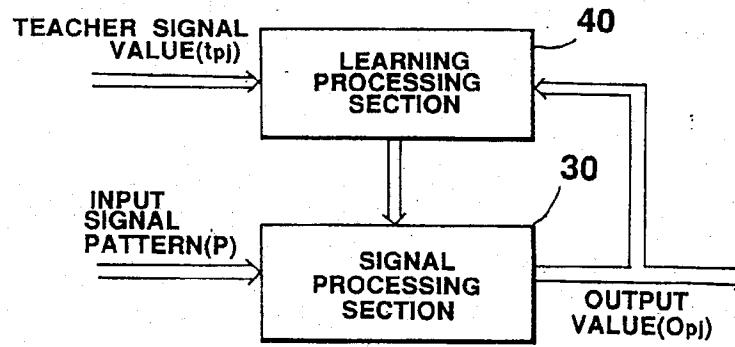 TEACHER SIGNAL
VALUE(tpj)
40
LEARNING
PROCESSING
SECTION
30
INPUT
SIGNAL
PATTERN(P)
SIGNAL
PROCESSING
SECTION
OUTPUT
VALUE(Opj)